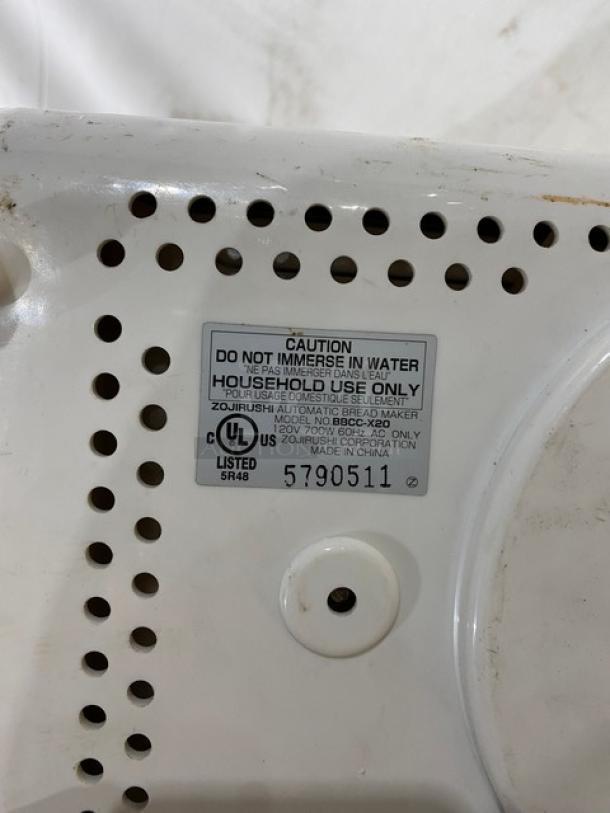 CAUTION
DO NOT IMMERSE IN WATER
"NE PAS IMMERGER DANS L'EAU"
HOUSEHOLD USE ONLY
"POUR USAGE DOMESTIQUE SEULEMENT"
ZOJIRUSHI AUTOMATIC BREAD MAKER
MODEL NO. BBCC-X20
120V 700W 60Hz AC ONLY
C UL US ZOJIRUSHI CORPORATION
MADE IN CHINA
LISTED
5R48
5790511 Z